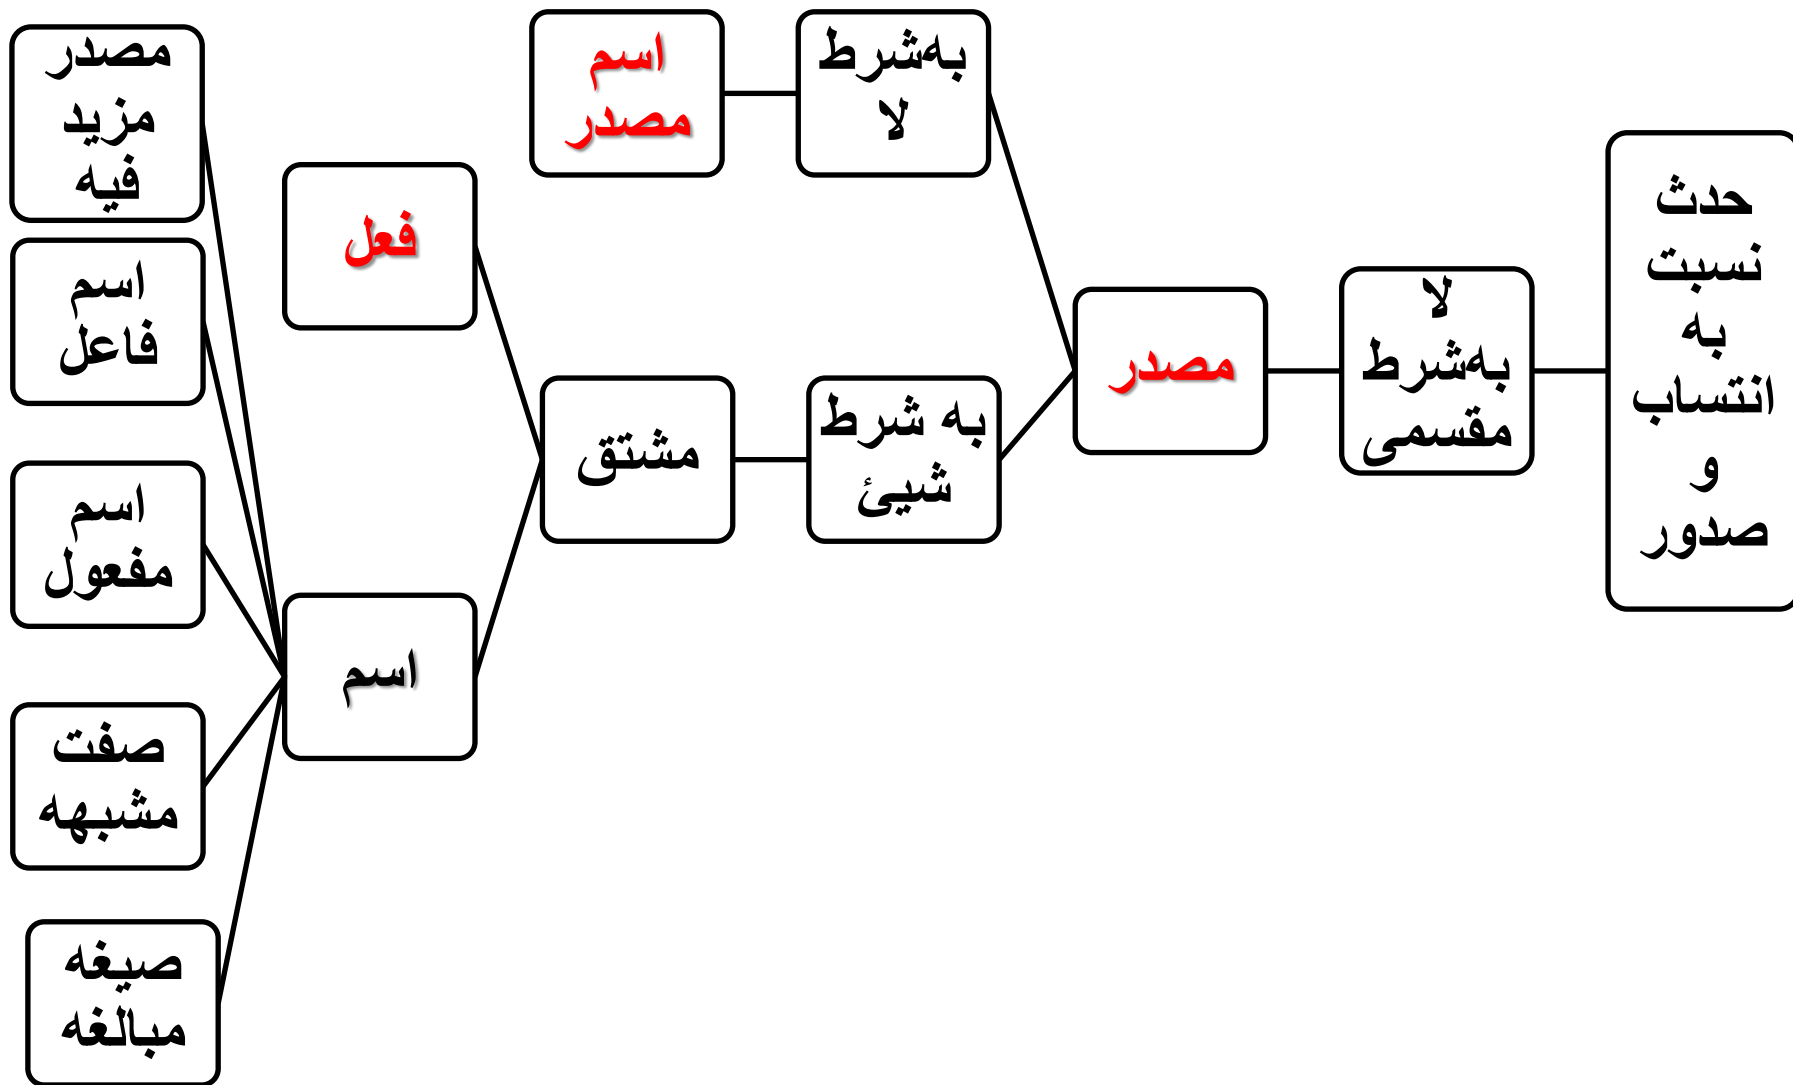 حدث
نسبت
به
انتساب
و
صدور
لا
به‌شرط
مقسمی
مصدر
به‌شرط
لا
اسم
مصدر
به شرط
شیئ
مشتق
فعل
اسم
مصدر
مزید
فیه
اسم
فاعل
اسم
مفعول
صفت
مشبهه
صیغه
مبالغه